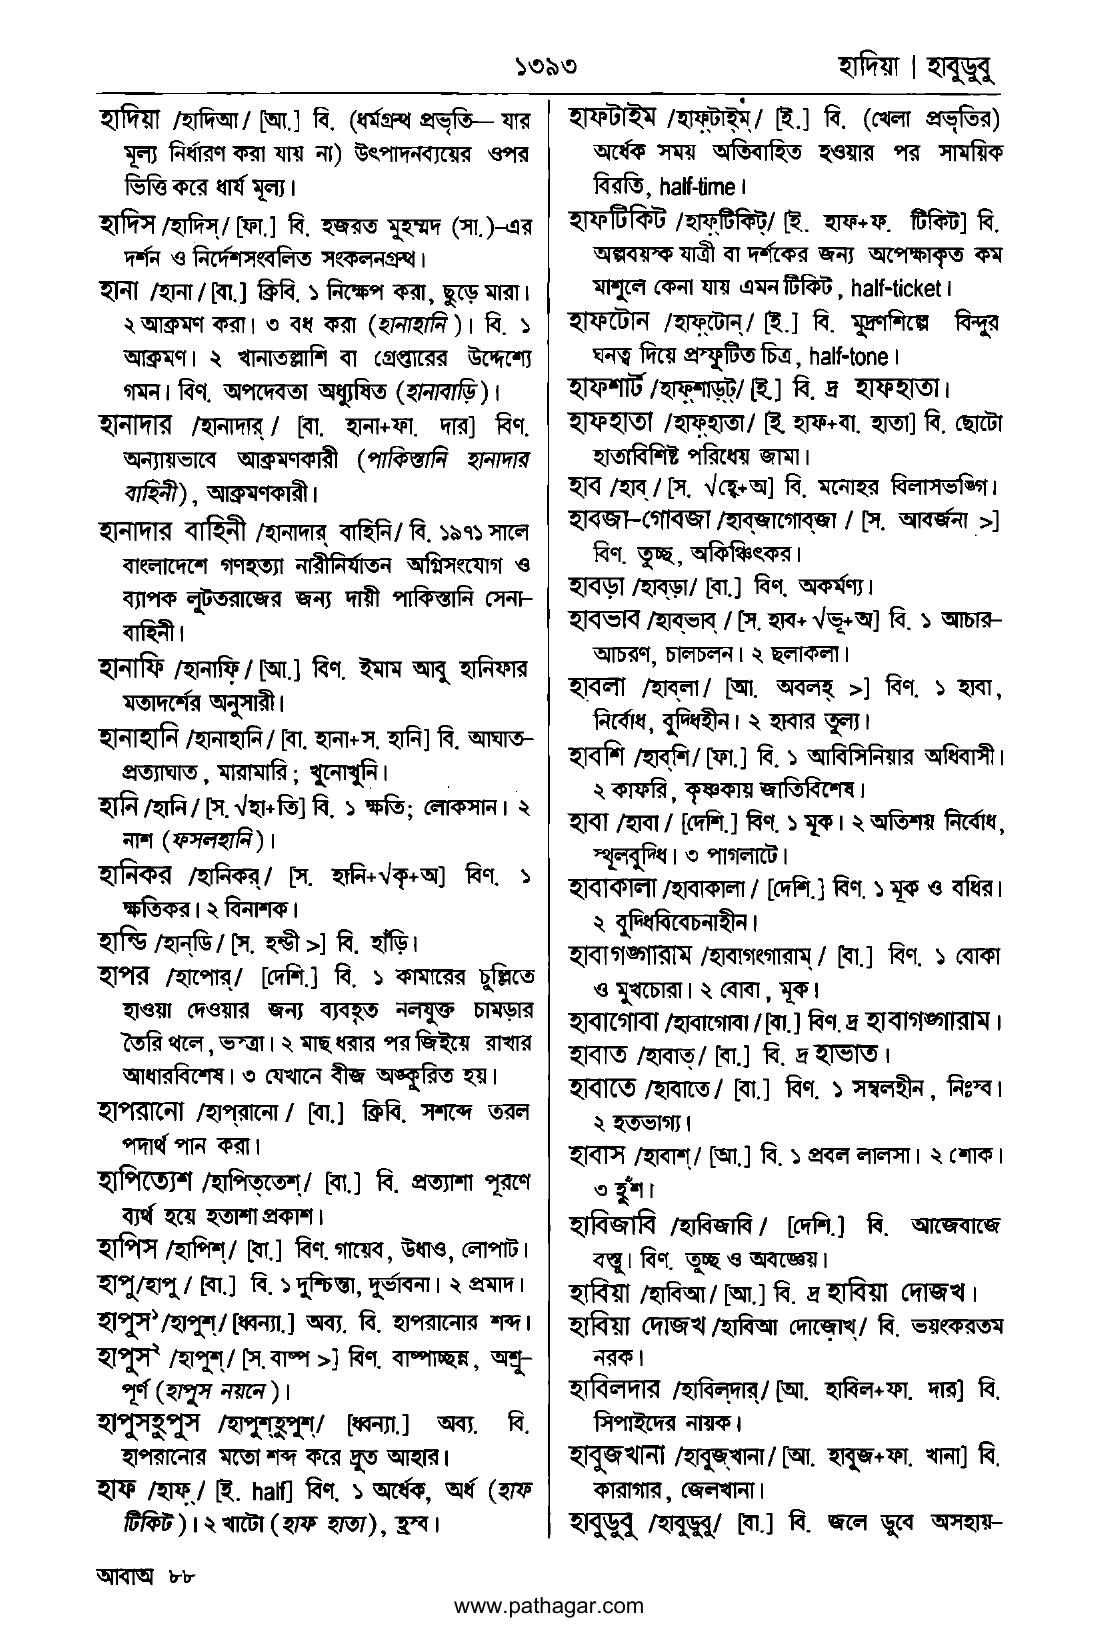 ১৩৯৩
হাদিয়া | হাবুডুবু
হাদিয়া /হাদিআ/ [আ.] বি. (ধর্মগ্রন্থ প্রভৃতি— যার
মূল্য নির্ধারণ করা যায় না) উৎপাদনব্যয়ের ওপর
ভিত্তি করে ধার্য মূল্য।
হাদিস /হাদিস্/ [ফা.] বি. হজরত মুহম্মদ (সা.)-এর
দর্শন ও নির্দেশসংবলিত সংকলনগ্রন্থ।
হানা /হানা/ [বা.] ক্রিবি. ১ নিক্ষেপ করা, ছুড়ে মারা।
২ আক্রমণ করা। ৩ বধ করা (হানাহানি)। বি. ১
আক্রমণ। ২ খানাতল্লাশি বা গ্রেপ্তারের উদ্দেশ্যে
গমন। বিণ. অপদেবতা অধ্যুষিত (হানাবাড়ি)।
হানাদার /হানাদার্/ [বা. হানা+ফা. দার] বিণ.
অন্যায়ভাবে আক্রমণকারী (পাকিস্তানি হানাদার
বাহিনী), আক্রমণকারী।
হানাদার বাহিনী /হানাদার্ বাহিনি/ বি. ১৯৭১ সালে
বাংলাদেশে গণহত্যা নারীনির্যাতন অগ্নিসংযোগ ও
ব্যাপক লুটতরাজের জন্য দায়ী পাকিস্তানি সেনা-
বাহিনী।
হানাফি /হানাফ়ি/ [আ.] বিণ. ইমাম আবু হানিফার
মতাদর্শের অনুসারী।
হানাহানি /হানাহানি/ [বা. হানা+স. হানি] বি. আঘাত-
প্রত্যাঘাত, মারামারি; খুনোখুনি।
হানি /হানি/ [স. √হা+তি] বি. ১ ক্ষতি; লোকসান। ২
নাশ (ফসলহানি)।
হানিকর /হানিকর্/ [স. হানি+√কৃ+অ] বিণ. ১
ক্ষতিকর। ২ বিনাশক।
হান্ডি /হান্‌ডি/ [স. হন্ডী >] বি. হাঁড়ি।
হাপর /হাপোর্/ [দেশি.] বি. ১ কামারের চুল্লিতে
হাওয়া দেওয়ার জন্য ব্যবহৃত নলযুক্ত চামড়ার
তৈরি থলে, ভস্ত্রা। ২ মাছ ধরার পর জিইয়ে রাখার
আধারবিশেষ। ৩ যেখানে বীজ অঙ্কুরিত হয়।
হাপরানো /হাপ্‌রানো/ [বা.] ক্রিবি. সশব্দে তরল
পদার্থ পান করা।
হাপিত্যেশ /হাপিত্‌তেশ্/ [বা.] বি. প্রত্যাশা পূরণে
ব্যর্থ হয়ে হতাশা প্রকাশ।
হাপিস /হাপিশ্/ [বা.] বিণ. গায়েব, উধাও, লোপাট।
হাপু/হাপু/ [বা.] বি. ১ দুশ্চিন্তা, দুর্ভাবনা। ২ প্রমাদ।
হাপুস১ /হাপুশ্/ [ধ্বন্যা.] অব্য. বি. হাপরানোর শব্দ।
হাপুস২ /হাপুশ্/ [স. বাষ্প >] বিণ. বাষ্পাচ্ছন্ন, অশ্রু-
পূর্ণ (হাপুস নয়নে)।
হাপুসহুপুস /হাপুশ্‌হুপুশ্/ [ধ্বন্যা.] অব্য. বি.
হাপরানোর মতো শব্দ করে দ্রুত আহার।
হাফ /হাফ়্/ [ই. half] বিণ. ১ অর্ধেক, অর্ধ (হাফ
টিকিট)। ২ খাটো (হাফ হাতা), হ্রস্ব।
হাফটাইম /হাফ়্‌টাই্‌ম্/ [ই.] বি. (খেলা প্রভৃতির)
অর্ধেক সময় অতিবাহিত হওয়ার পর সাময়িক
বিরতি, half-time।
হাফটিকিট /হাফ়্‌টিকিট্/ [ই. হাফ+ফ. টিকিট] বি.
অল্পবয়স্ক যাত্রী বা দর্শকের জন্য অপেক্ষাকৃত কম
মাশুলে কেনা যায় এমন টিকিট, half-ticket।
হাফটোন /হাফ়্‌টোন্/ [ই.] বি. মুদ্রণশিল্পে বিন্দুর
ঘনত্ব দিয়ে প্রস্ফুটিত চিত্র, half-tone।
হাফশার্ট /হাফ়্‌শাড়্‌ট্/ [ই.] বি. দ্র হাফহাতা।
হাফহাতা /হাফ়্‌হাতা/ [ই. হাফ+বা. হাতা] বি. ছোটো
হাতাবিশিষ্ট পরিধেয় জামা।
হাব /হাব্/ [স. √হ্বে+অ] বি. মনোহর বিলাসভঙ্গি।
হাবজা-গোবজা /হাব্‌জাগোব্‌জা/ [স. আবর্জনা >]
বিণ. তুচ্ছ, অকিঞ্চিৎকর।
হাবড়া /হাব্‌ড়া/ [বা.] বিণ. অকর্মণ্য।
হাবভাব /হাব্‌ভাব্/ [স. হাব+ √ভূ+অ] বি. ১ আচার-
আচরণ, চালচলন। ২ ছলাকলা।
হাবলা /হাব্‌লা/ [আ. অবলহ্ >] বিণ. ১ হাবা,
নির্বোধ, বুদ্ধিহীন। ২ হাবার তুল্য।
হাবশি /হাব্‌শি/ [ফা.] বি. ১ আবিসিনিয়ার অধিবাসী।
২ কাফরি, কৃষ্ণকায় জাতিবিশেষ।
হাবা /হাবা/ [দেশি.] বিণ. ১ মূক। ২ অতিশয় নির্বোধ,
স্থূলবুদ্ধি। ৩ পাগলাটে।
হাবাকালা /হাবাকালা/ [দেশি.] বিণ. ১ মূক ও বধির।
২ বুদ্ধিবিবেচনাহীন।
হাবাগঙ্গারাম /হাবাগংগারাম্/ [বা.] বিণ. ১ বোকা
ও মুখচোরা। ২ বোবা, মূক।
হাবাগোবা /হাবাগোবা/ [বা.] বিণ. দ্র হাবাগঙ্গারাম।
হাবাত /হাবাত্/ [বা.] বি. দ্র হাভাত।
হাবাতে /হাবাতে/ [বা.] বিণ. ১ সম্বলহীন, নিঃস্ব।
২ হতভাগ্য।
হাবাস /হাবাশ্/ [আ.] বি. ১ প্রবল লালসা। ২ শোক।
৩ হুঁশ।
হাবিজাবি /হাবিজাবি/ [দেশি.] বি. আজেবাজে
বস্তু। বিণ. তুচ্ছ ও অবজ্ঞেয়।
হাবিয়া /হাবিআ/ [আ.] বি. দ্র হাবিয়া দোজখ।
হাবিয়া দোজখ /হাবিআ দোজ়োখ্/ বি. ভয়ংকরতম
নরক।
হাবিলদার /হাবিল্‌দার্/ [আ. হাবিল+ফা. দার] বি.
সিপাইদের নায়ক।
হাবুজখানা /হাবুজ়্‌খানা/ [আ. হাবুজ+ফা. খানা] বি.
কারাগার, জেলখানা।
হাবুডুবু /হাবুডুবু/ [বা.] বি. জলে ডুবে অসহায়-
আবাঅ ৮৮
www.pathagar.com